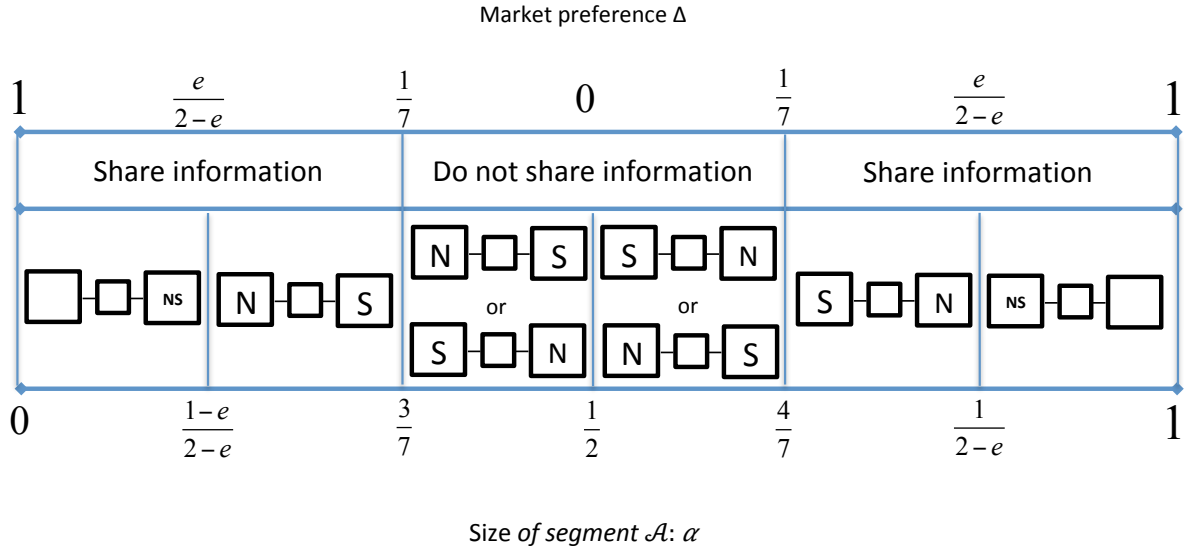 Market preference Δ
1 e/(2−e) 1/7 0 1/7 e/(2−e) 1
Share information Do not share information Share information
N S S N
NS N S or or S N NS
S N N S
0 (1−e)/(2−e) 3/7 1/2 4/7 1/(2−e) 1
Size of segment 𝒜: α